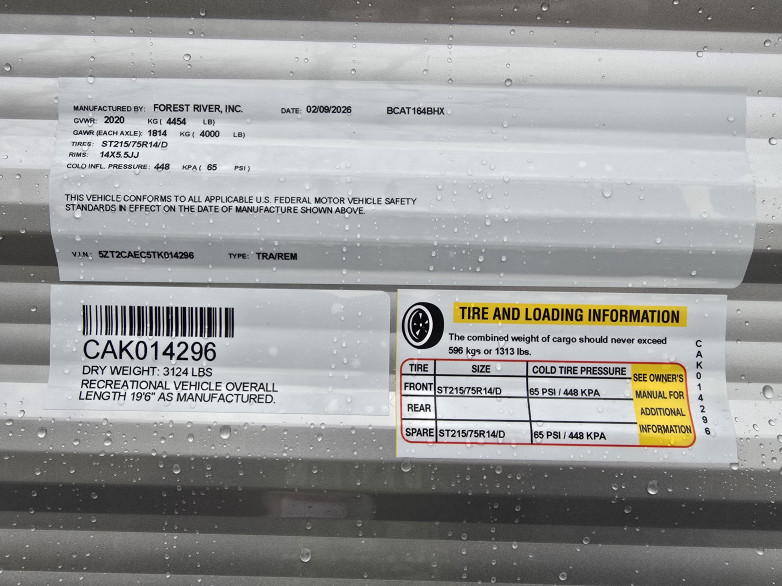 MANUFACTURED BY: FOREST RIVER, INC. DATE: 02/09/2026 BCAT164BHX
GVWR: 2020 KG ( 4454 LB)
GAWR (EACH AXLE): 1814 KG ( 4000 LB)
TIRES: ST215/75R14/D
RIMS: 14X5.5JJ
COLD INFL. PRESSURE: 448 KPA ( 65 PSI )
THIS VEHICLE CONFORMS TO ALL APPLICABLE U.S. FEDERAL MOTOR VEHICLE SAFETY
STANDARDS IN EFFECT ON THE DATE OF MANUFACTURE SHOWN ABOVE.
V.I.N.: 5ZT2CAEC5TK014296 TYPE: TRA/REM
CAK014296
DRY WEIGHT: 3124 LBS
RECREATIONAL VEHICLE OVERALL
LENGTH 19'6" AS MANUFACTURED.
TIRE AND LOADING INFORMATION
The combined weight of cargo should never exceed
596 kgs or 1313 lbs.
TIRE SIZE COLD TIRE PRESSURE
FRONT ST215/75R14/D 65 PSI / 448 KPA
REAR
SPARE ST215/75R14/D 65 PSI / 448 KPA
SEE OWNER'S
MANUAL FOR
ADDITIONAL
INFORMATION
CAK014296